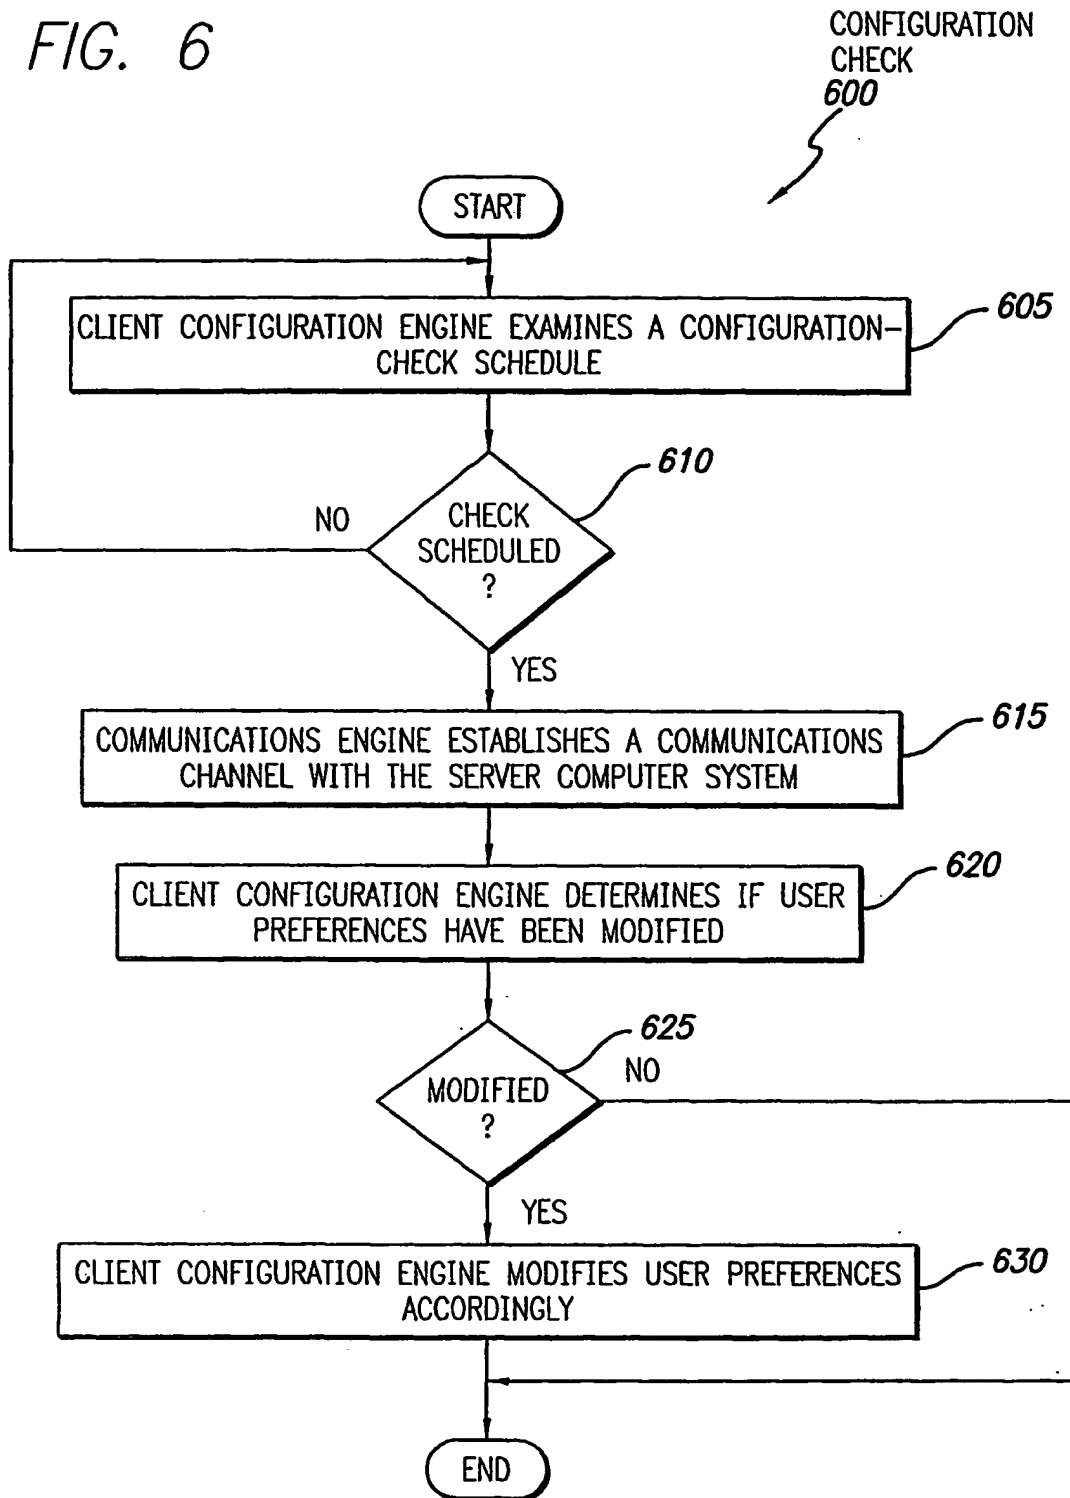 FIG. 6
CONFIGURATION
CHECK
600
START
CLIENT CONFIGURATION ENGINE EXAMINES A CONFIGURATION-
CHECK SCHEDULE
605
610
CHECK
SCHEDULED
?
NO
YES
COMMUNICATIONS ENGINE ESTABLISHES A COMMUNICATIONS
CHANNEL WITH THE SERVER COMPUTER SYSTEM
615
CLIENT CONFIGURATION ENGINE DETERMINES IF USER
PREFERENCES HAVE BEEN MODIFIED
620
625
MODIFIED
?
NO
YES
CLIENT CONFIGURATION ENGINE MODIFIES USER PREFERENCES
ACCORDINGLY
630
END